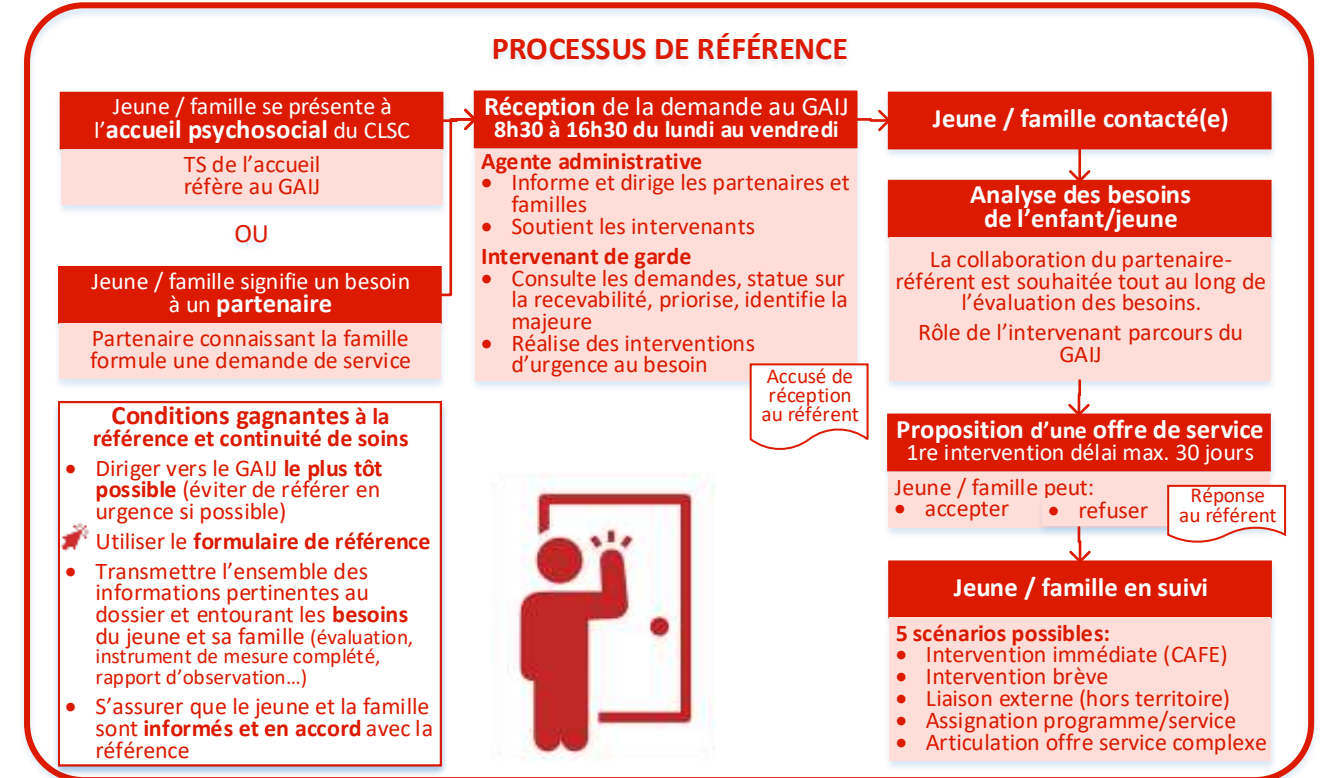 PROCESSUS DE RÉFÉRENCE
Jeune / famille se présente à
l’accueil psychosocial du CLSC
TS de l’accueil
réfère au GAIJ
OU
Jeune / famille signifie un besoin
à un partenaire
Partenaire connaissant la famille
formule une demande de service
Conditions gagnantes à la
référence et continuité de soins
• Diriger vers le GAIJ le plus tôt
possible (éviter de référer en
urgence si possible)
Utiliser le formulaire de référence
• Transmettre l’ensemble des
informations pertinentes au
dossier et entourant les besoins
du jeune et sa famille (évaluation,
instrument de mesure complété,
rapport d’observation…)
• S’assurer que le jeune et la famille
sont informés et en accord avec la
référence
Réception de la demande au GAIJ
8h30 à 16h30 du lundi au vendredi
Agente administrative
• Informe et dirige les partenaires et
familles
• Soutient les intervenants
Intervenant de garde
• Consulte les demandes, statue sur
la recevabilité, priorise, identifie la
majeure
• Réalise des interventions
d’urgence au besoin
Accusé de
réception
au référent
Jeune / famille contacté(e)
Analyse des besoins
de l’enfant/jeune
La collaboration du partenaire-
référent est souhaitée tout au long de
l’évaluation des besoins.
Rôle de l’intervenant parcours du
GAIJ
Proposition d’une offre de service
1re intervention délai max. 30 jours
Jeune / famille peut:
• accepter • refuser
Réponse
au référent
Jeune / famille en suivi
5 scénarios possibles:
• Intervention immédiate (CAFE)
• Intervention brève
• Liaison externe (hors territoire)
• Assignation programme/service
• Articulation offre service complexe